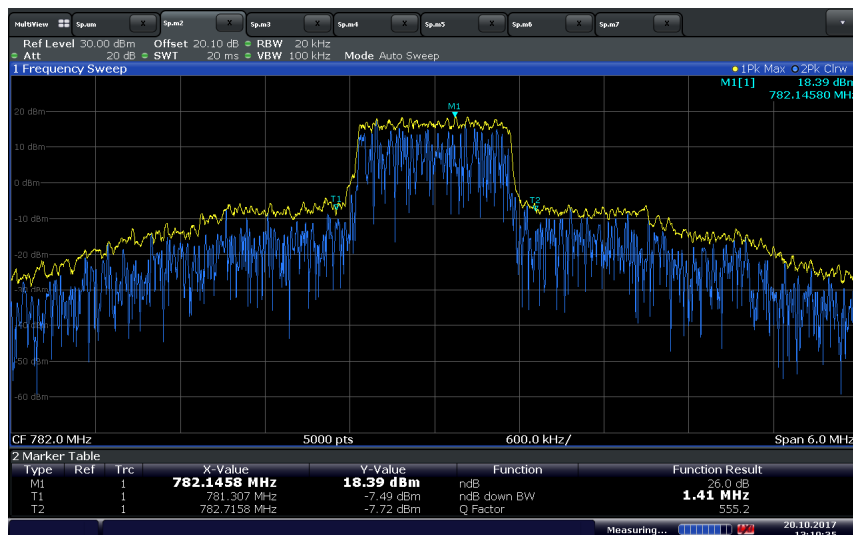 MultiView Sp.um X Sp.m2 X Sp.m3 X Sp.m4 X Sp.m5 X Sp.m6 X Sp.m7 X
Ref Level 30.00 dBm Offset 20.10 dB RBW 20 kHz
Att 20 dB SWT 20 ms VBW 100 kHz Mode Auto Sweep
1 Frequency Sweep 1Pk Max 2Pk Clrw
M1[1] 18.39 dBm
782.14580 MHz
M1
20 dBm
10 dBm
0 dBm
T1 T2
-10 dBm
-20 dBm
-30 dBm
-40 dBm
-50 dBm
-60 dBm
CF 782.0 MHz 5000 pts 600.0 kHz/ Span 6.0 MHz
2 Marker Table
Type Ref Trc X-Value Y-Value Function Function Result
M1 1 782.1458 MHz 18.39 dBm ndB 26.0 dB
T1 1 781.307 MHz -7.49 dBm ndB down BW 1.41 MHz
T2 1 782.7158 MHz -7.72 dBm Q Factor 555.2
Measuring... 20.10.2017